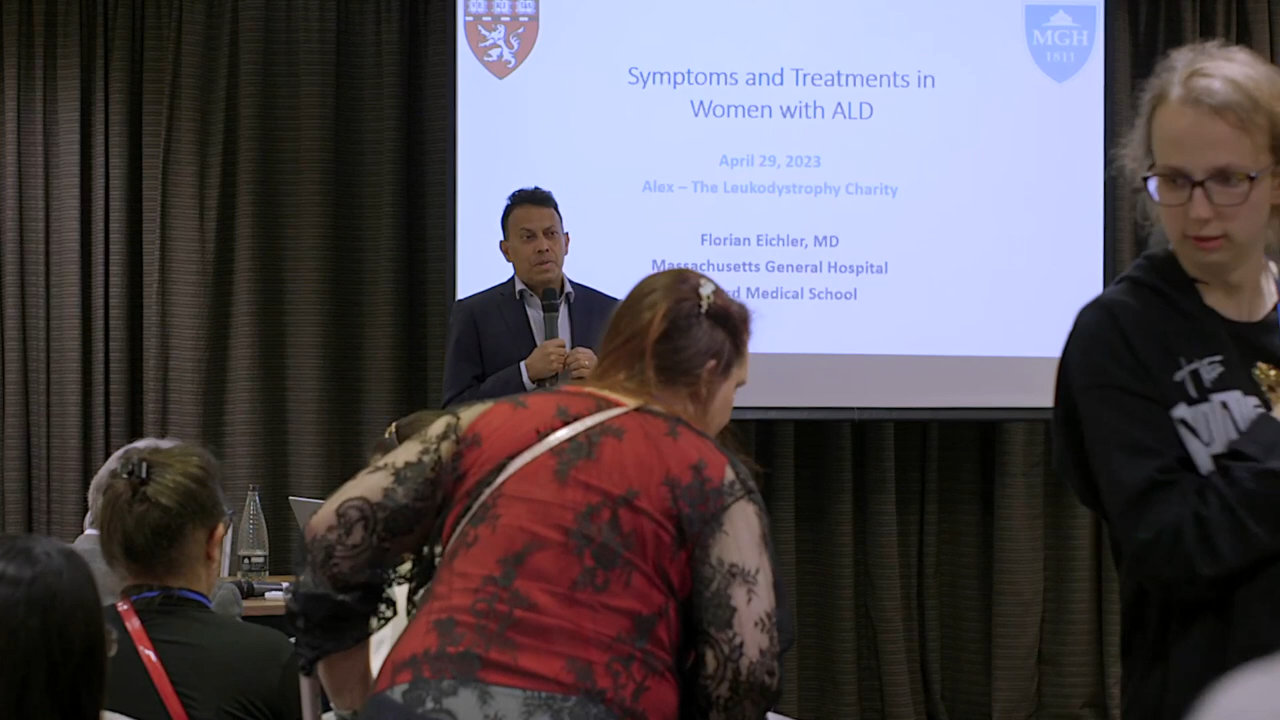 MGH
1811
Symptoms and Treatments in
Women with ALD
April 29, 2023
Alex – The Leukodystrophy Charity
Florian Eichler, MD
Massachusetts General Hospital
rd Medical School